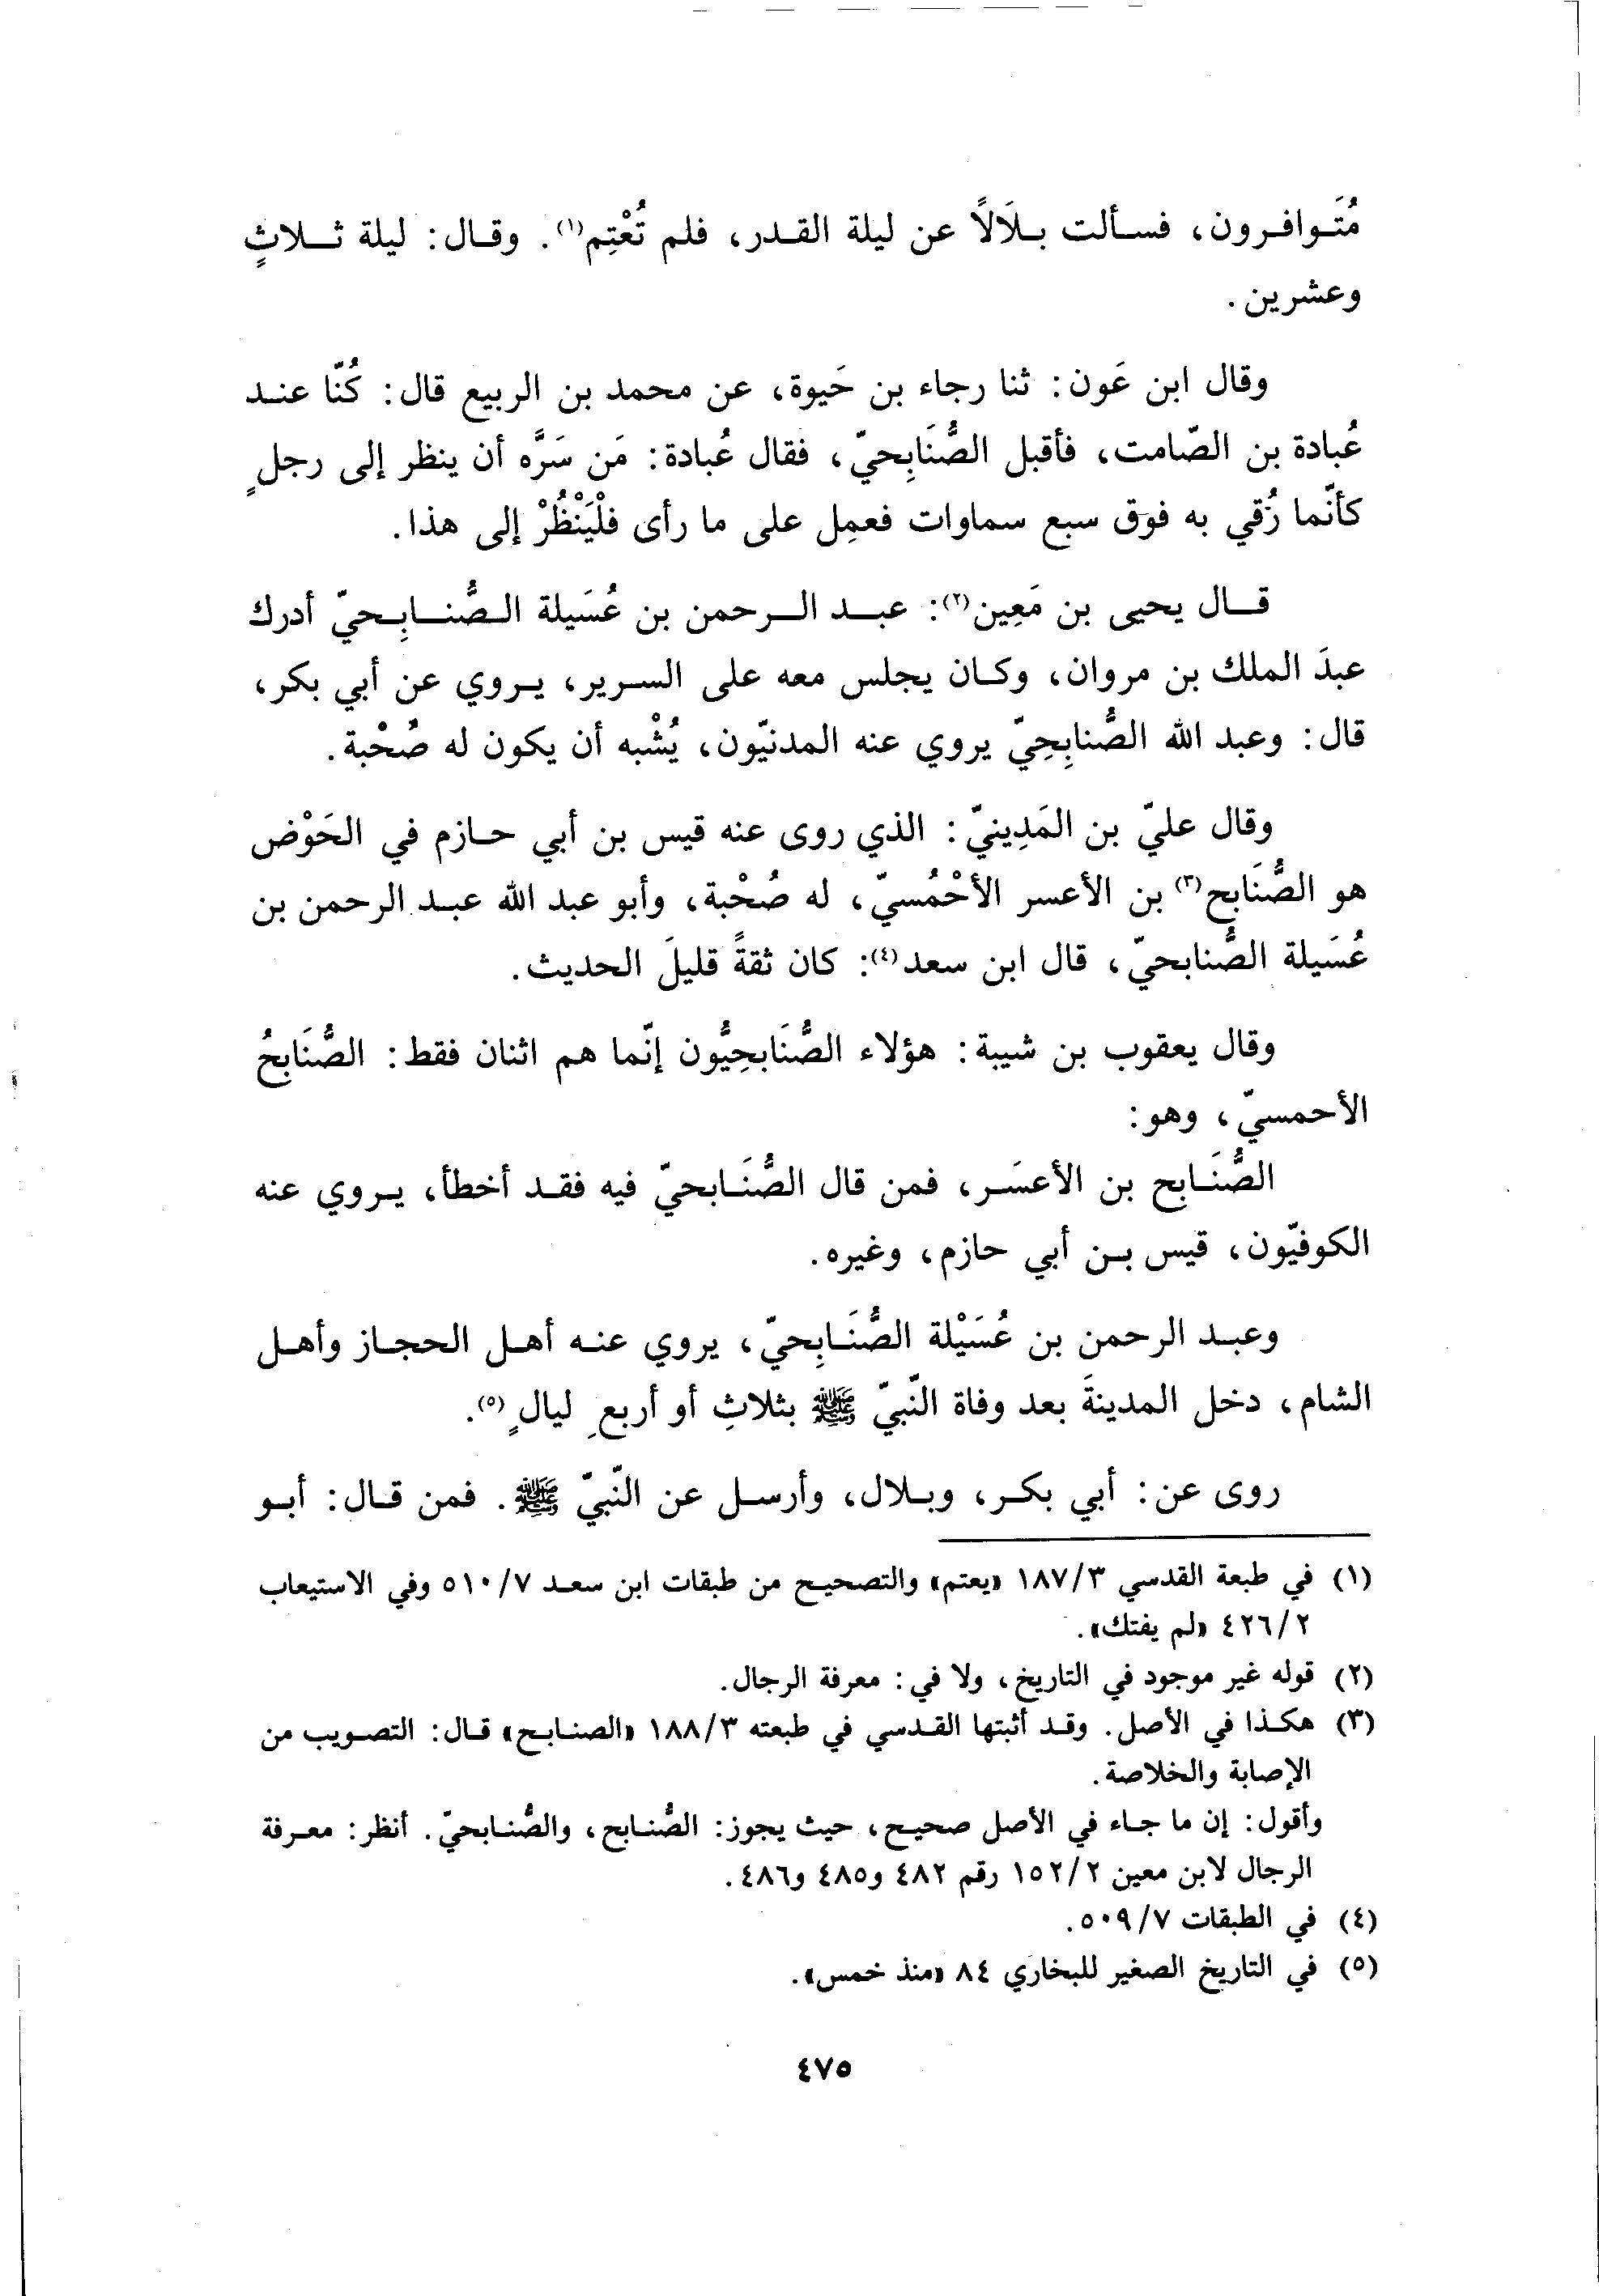 مُتَوافرون، فسألت بلَالاً عن ليلة القدر، فلم تُعْتِم(١). وقال: ليلة ثلاثٍ
وعشرين.
وقال ابن عَون: ثنا رجاء بن حَيوة، عن محمد بن الربيع قال: كُنّا عند
عُبادة بن الصّامت، فأقبل الصُّنَابِحيّ، فقال عُبادة: مَن سَرَّه أن ينظر إلى رجلٍ
كأنّما رُقي به فوق سبع سماوات فعمِل على ما رأى فلْيَنْظُرْ إلى هذا.
قال يحيى بن مَعِين(٢): عبد الرحمن بن عُسَيلة الصُّنابِحيّ أدرك
عبدَ الملك بن مروان، وكان يجلس معه على السرير، يروي عن أبي بكر،
قال: وعبد الله الصُّنابِحِيّ يروي عنه المدنيّون، يُشْبه أن يكون له صُحْبة.
وقال عليّ بن المَدِينيّ: الذي روى عنه قيس بن أبي حازم في الحَوْض
هو الصُّنَابح(٣) بن الأعسر الأحْمُسيّ، له صُحْبة، وأبو عبد الله عبد الرحمن بن
عُسَيلة الصُّنابحيّ، قال ابن سعد(٤): كان ثقةً قليلَ الحديث.
وقال يعقوب بن شيبة: هؤلاء الصُّنَابحِيُّون إنّما هم اثنان فقط: الصُّنَابحُ
الأحمسيّ، وهو:
الصُّنَابح بن الأعسَر، فمن قال الصُّنَابحيّ فيه فقد أخطأ، يروي عنه
الكوفيّون، قيس بن أبي حازم، وغيره.
وعبد الرحمن بن عُسَيْلة الصُّنَابِحيّ، يروي عنه أهل الحجاز وأهل
الشام، دخل المدينةَ بعد وفاة النّبيّ ﷺ بثلاثِ أو أربعِ ليالٍ(٥).
روى عن: أبي بكر، وبلال، وأرسل عن النّبيّ ﷺ. فمن قال: أبو
(١) في طبعة القدسي ١٨٧/٣ «يعتم» والتصحيح من طبقات ابن سعد ٥١٠/٧ وفي الاستيعاب
٤٢٦/٢ «لم يفتك».
(٢) قوله غير موجود في التاريخ، ولا في: معرفة الرجال.
(٣) هكذا في الأصل. وقد أثبتها القدسي في طبعته ١٨٨/٣ «الصنابح» قال: التصويب من
الإصابة والخلاصة.
وأقول: إن ما جاء في الأصل صحيح، حيث يجوز: الصُّنابح، والصُّنابحيّ. أنظر: معرفة
الرجال لابن معين ١٥٢/٢ رقم ٤٨٢ و٤٨٥ و٤٨٦.
(٤) في الطبقات ٥٠٩/٧.
(٥) في التاريخ الصغير للبخاري ٨٤ «منذ خمس».
٤٧٥